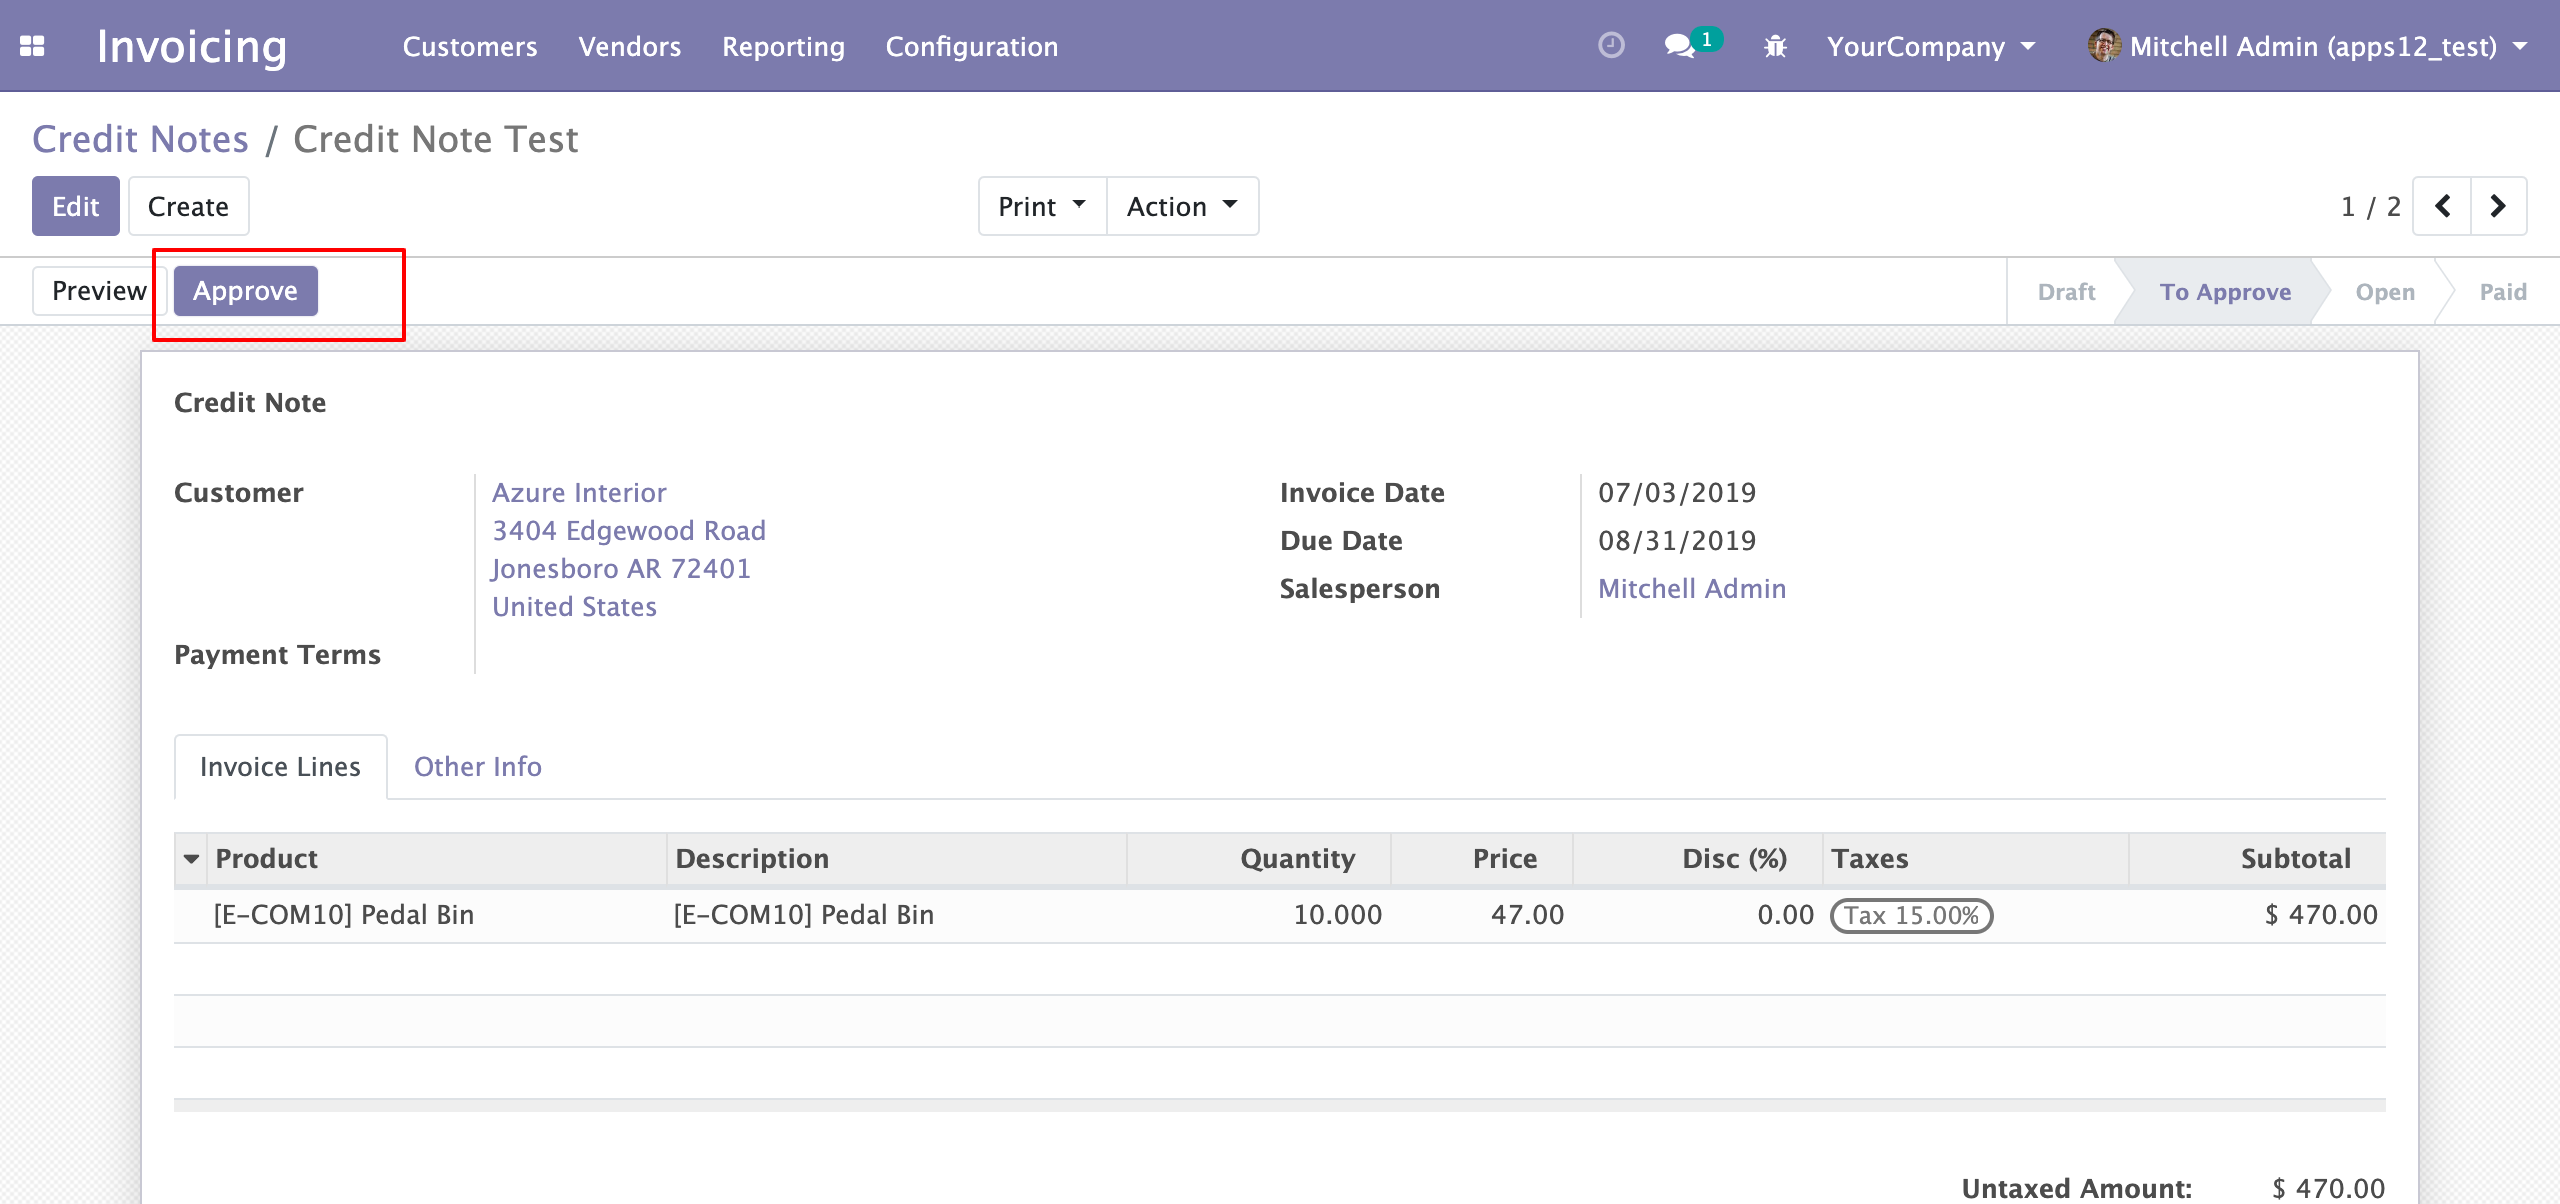 Invoicing Customers Vendors Reporting Configuration 1 YourCompany Mitchell Admin (apps12_test)
Credit Notes / Credit Note Test
Edit Create Print Action 1 / 2
Preview Approve Draft To Approve Open Paid
Credit Note
Customer Azure Interior Invoice Date 07/03/2019
3404 Edgewood Road
Due Date 08/31/2019
Jonesboro AR 72401
Salesperson Mitchell Admin
United States
Payment Terms
Invoice Lines Other Info
Product Description Quantity Price Disc (%) Taxes Subtotal
[E-COM10] Pedal Bin [E-COM10] Pedal Bin 10.000 47.00 0.00 Tax 15.00% $ 470.00
Untaxed Amount: $ 470.00